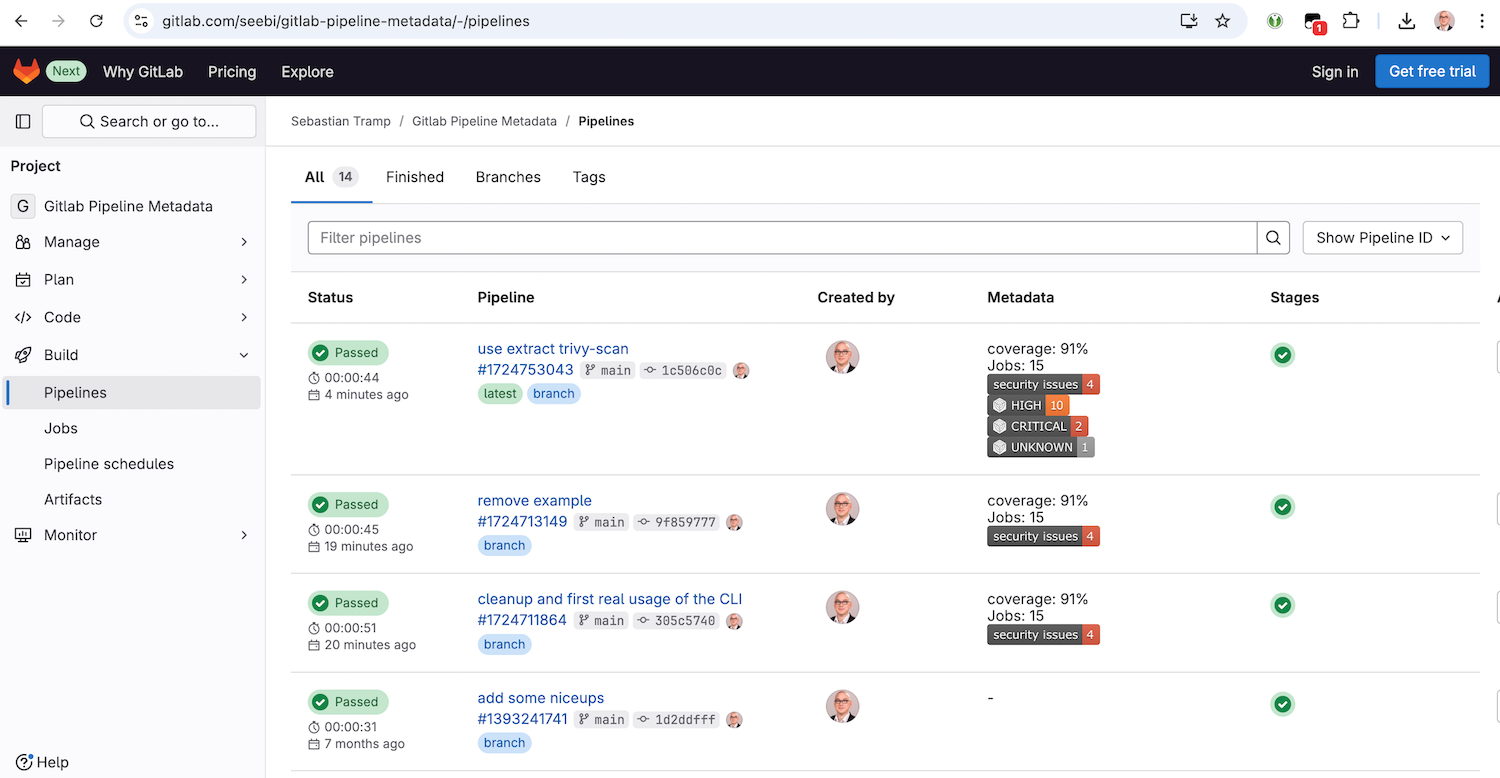 gitlab.com/seebi/gitlab-pipeline-metadata/-/pipelines
1
Next Why GitLab Pricing Explore Sign in Get free trial
Search or go to...
Sebastian Tramp / Gitlab Pipeline Metadata / Pipelines
Project
G Gitlab Pipeline Metadata
Manage
Plan
Code
Build
Pipelines
Jobs
Pipeline schedules
Artifacts
Monitor
Help
All 14 Finished Branches Tags
Filter pipelines Show Pipeline ID
Status Pipeline Created by Metadata Stages
Passed
00:00:44
4 minutes ago
use extract trivy-scan
#1724753043 main 1c506c0c
latest branch
coverage: 91%
Jobs: 15
security issues 4
HIGH 10
CRITICAL 2
UNKNOWN 1
Passed
00:00:45
19 minutes ago
remove example
#1724713149 main 9f859777
branch
coverage: 91%
Jobs: 15
security issues 4
Passed
00:00:51
20 minutes ago
cleanup and first real usage of the CLI
#1724711864 main 305c5740
branch
coverage: 91%
Jobs: 15
security issues 4
Passed
00:00:31
7 months ago
add some niceups
#1393241741 main 1d2ddfff
branch
-